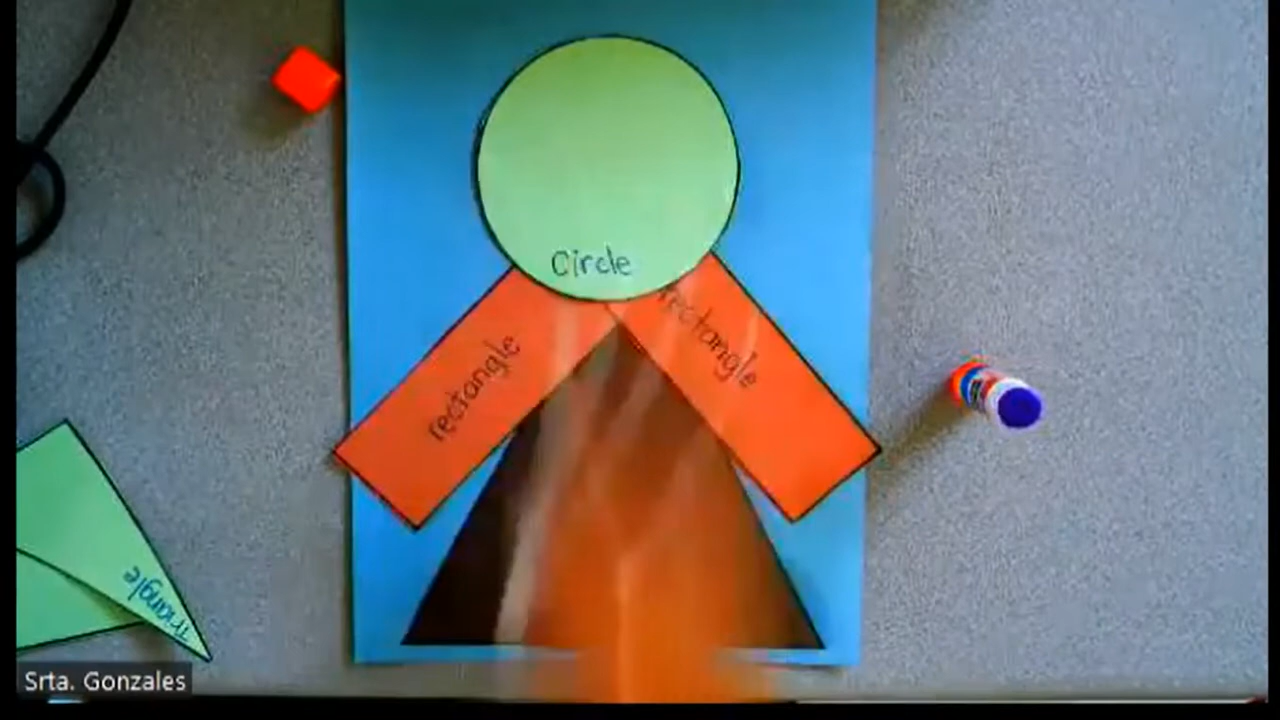 Circle
rectangle
rectangle
Triangle
Srta. Gonzales